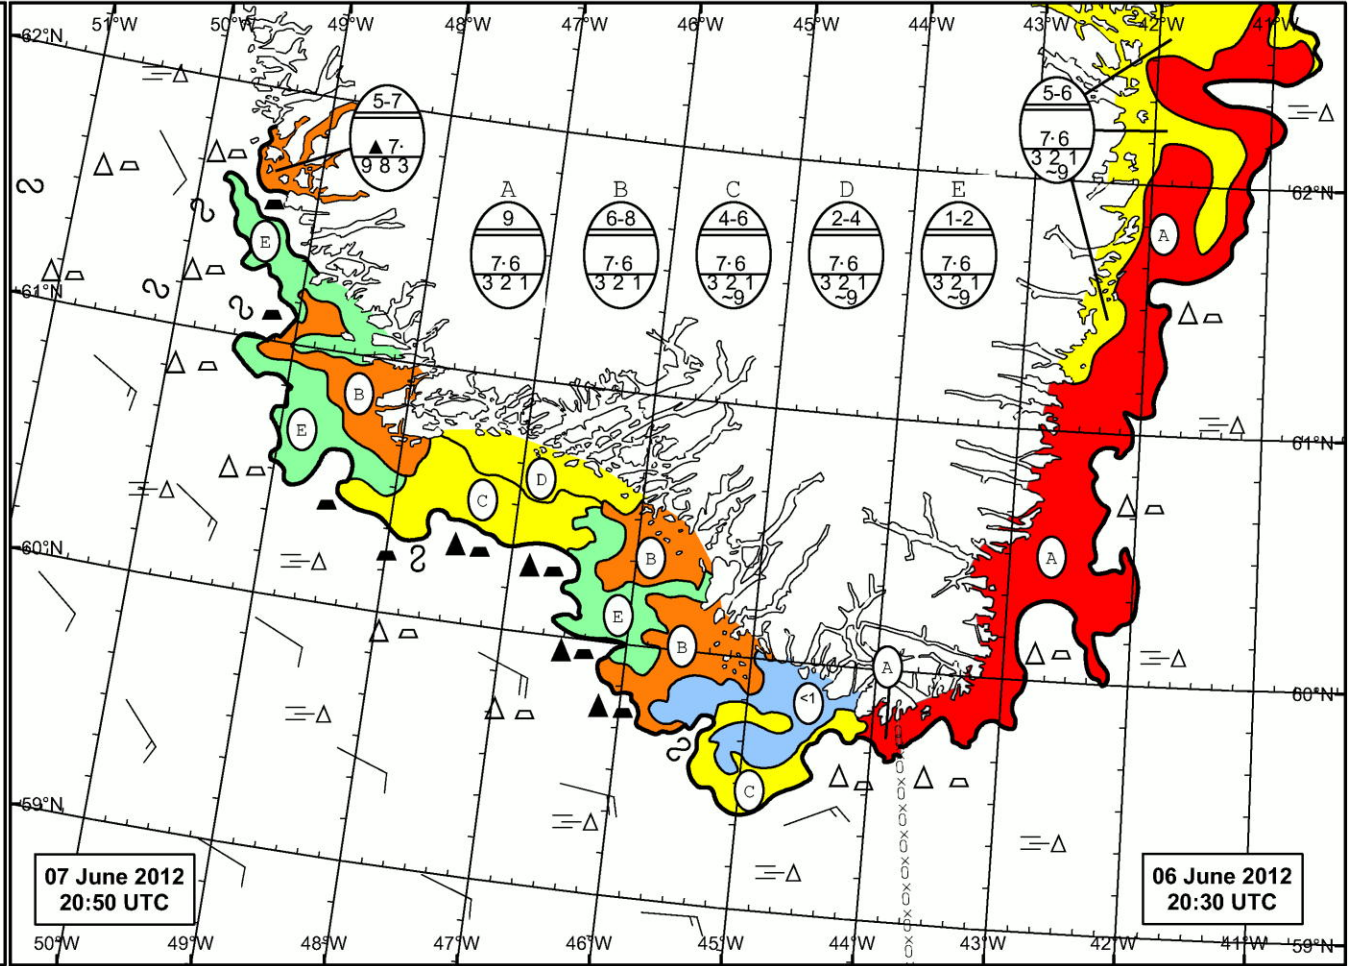 51°W 50°W 49°W 48°W 47°W 46°W 45°W 44°W 43°W 42°W 41°W
62°N
5-7
▲ 7·
9 8 3
5-6
7·6
3 2 1
~9
A B C D E
9 6-8 4-6 2-4 1-2
7·6 7·6 7·6 7·6 7·6
3 2 1 3 2 1 3 2 1 3 2 1 3 2 1
~9 ~9 ~9
62°N
A
E
61°N
B
E
61°N
D
C
60°N
B
A
E
B
A
60°N
<1
C
59°N
07 June 2012
20:50 UTC
06 June 2012
20:30 UTC
50°W 49°W 48°W 47°W 46°W 45°W 44°W 43°W 42°W 41°W 59°N